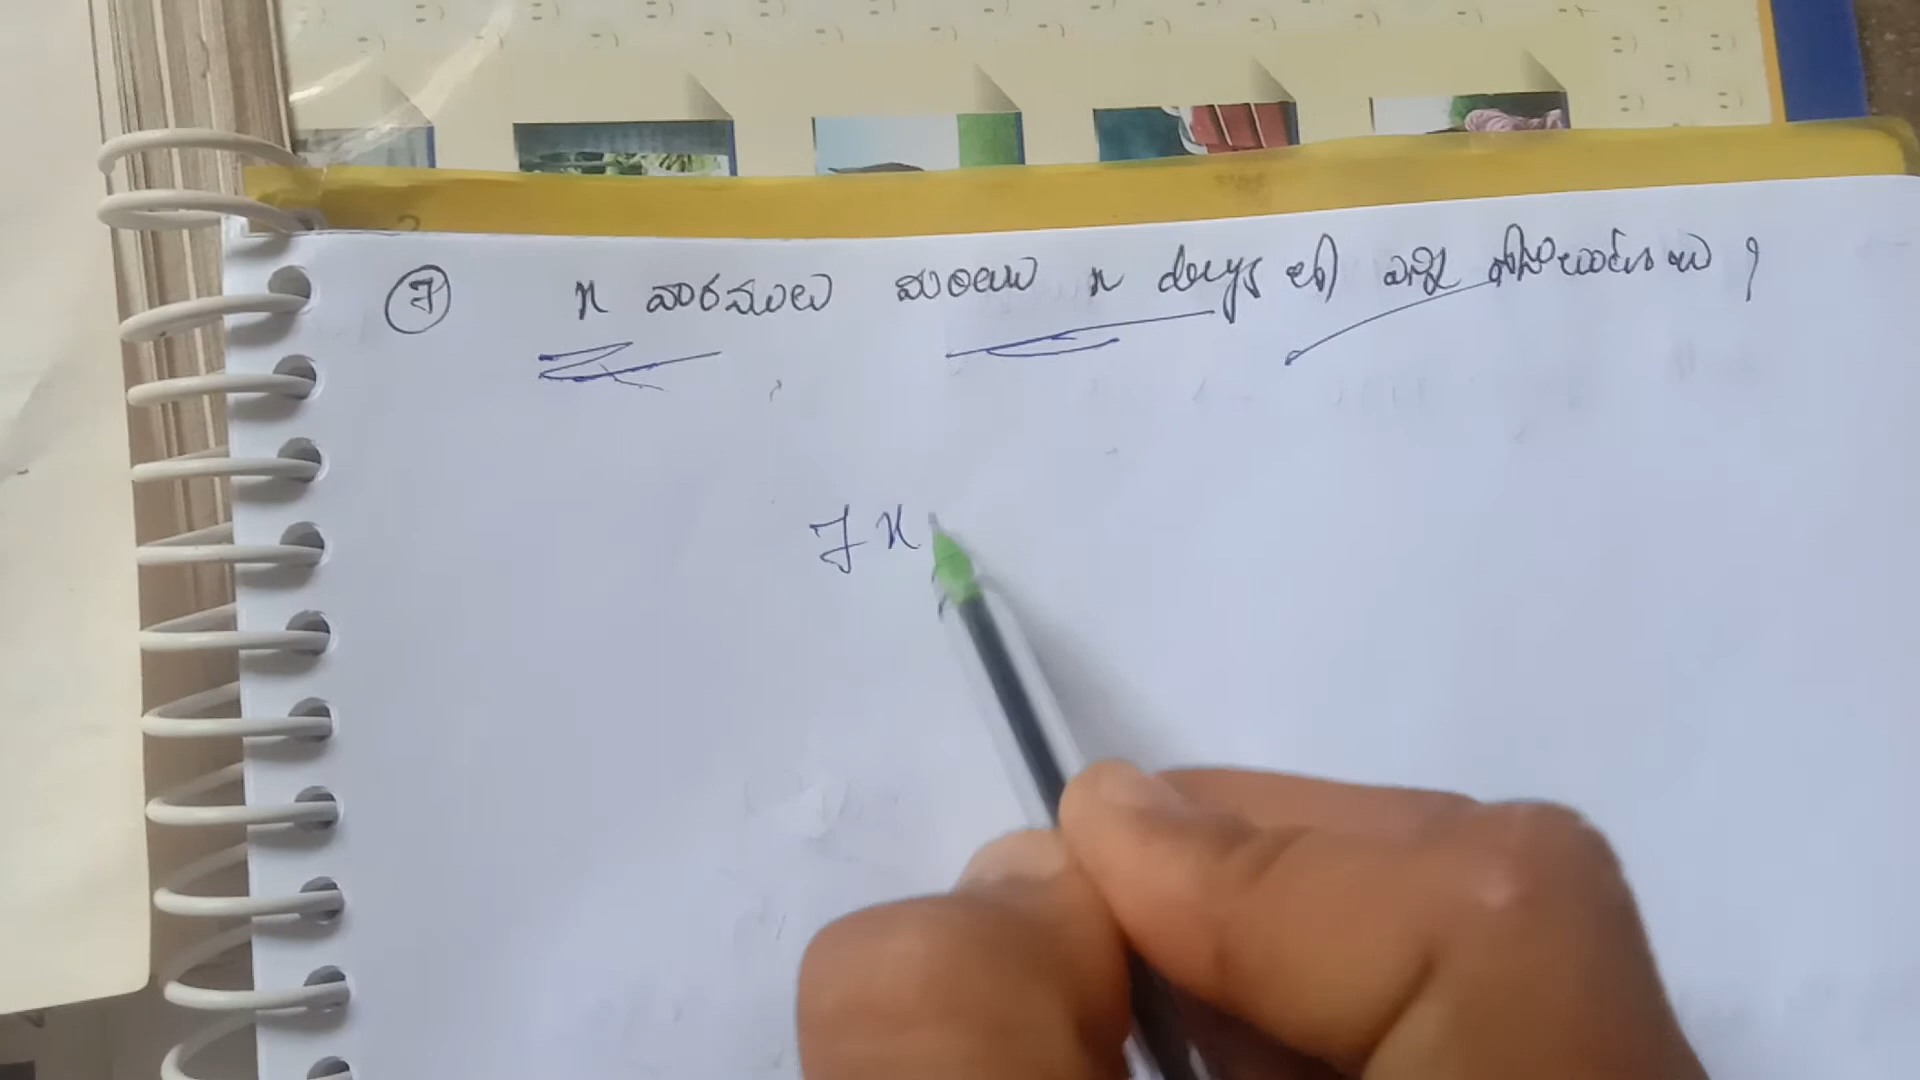 7 x వారములు మరియు x days లో ఎన్ని రోజులుండును ?
7x